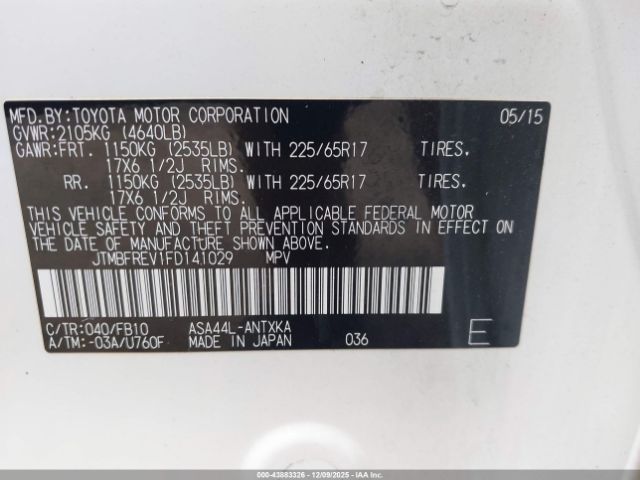 MFD.BY:TOYOTA MOTOR CORPORATION 05/15
GVWR:2105KG (4640LB)
GAWR:FRT. 1150KG (2535LB) WITH 225/65R17 TIRES,
17X6 1/2J RIMS.
RR. 1150KG (2535LB) WITH 225/65R17 TIRES,
17X6 1/2J RIMS.
THIS VEHICLE CONFORMS TO ALL APPLICABLE FEDERAL MOTOR
VEHICLE SAFETY AND THEFT PREVENTION STANDARDS IN EFFECT ON
THE DATE OF MANUFACTURE SHOWN ABOVE.
JTMBFREV1FD141029 MPV
C/TR:040/FB10 ASA44L-ANTXKA
A/TM:-03A/U760F MADE IN JAPAN 036 E
000-43883326 - 12/09/2025 - IAA